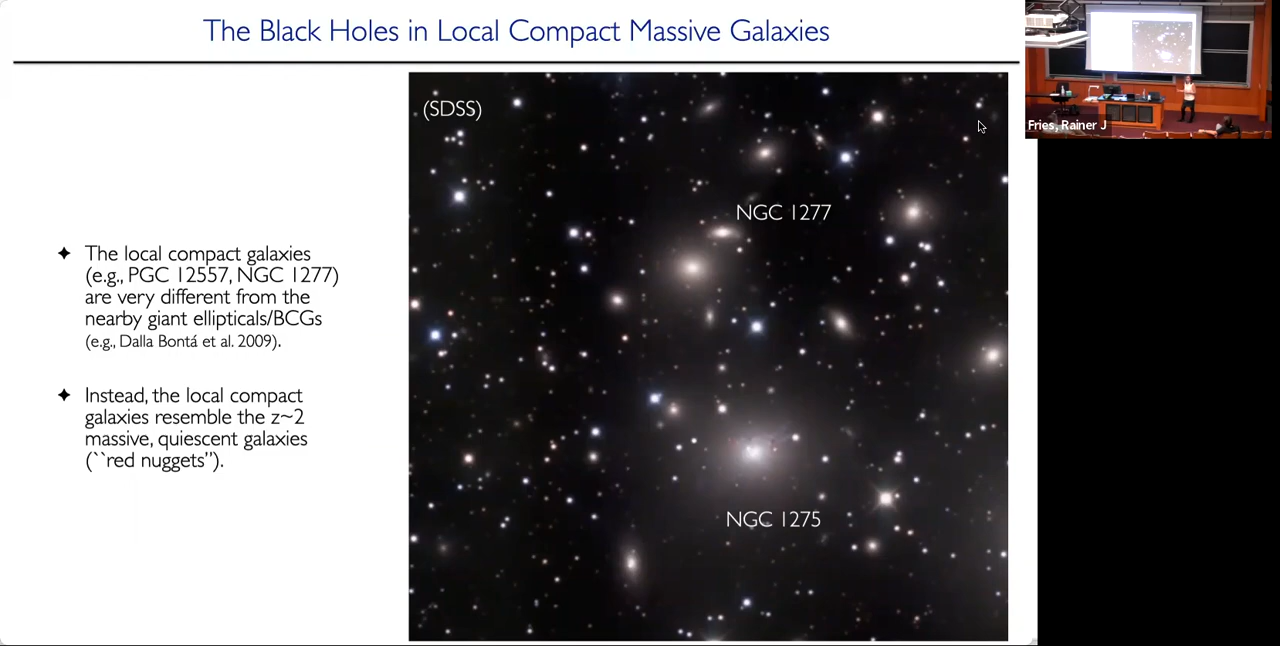 The Black Holes in Local Compact Massive Galaxies
(SDSS)
NGC 1277
✦ The local compact galaxies
(e.g., PGC 12557, NGC 1277)
are very different from the
nearby giant ellipticals/BCGs
(e.g., Dalla Bontá et al. 2009).
✦ Instead, the local compact
galaxies resemble the z~2
massive, quiescent galaxies
(``red nuggets”).
NGC 1275
Fries, Rainer J